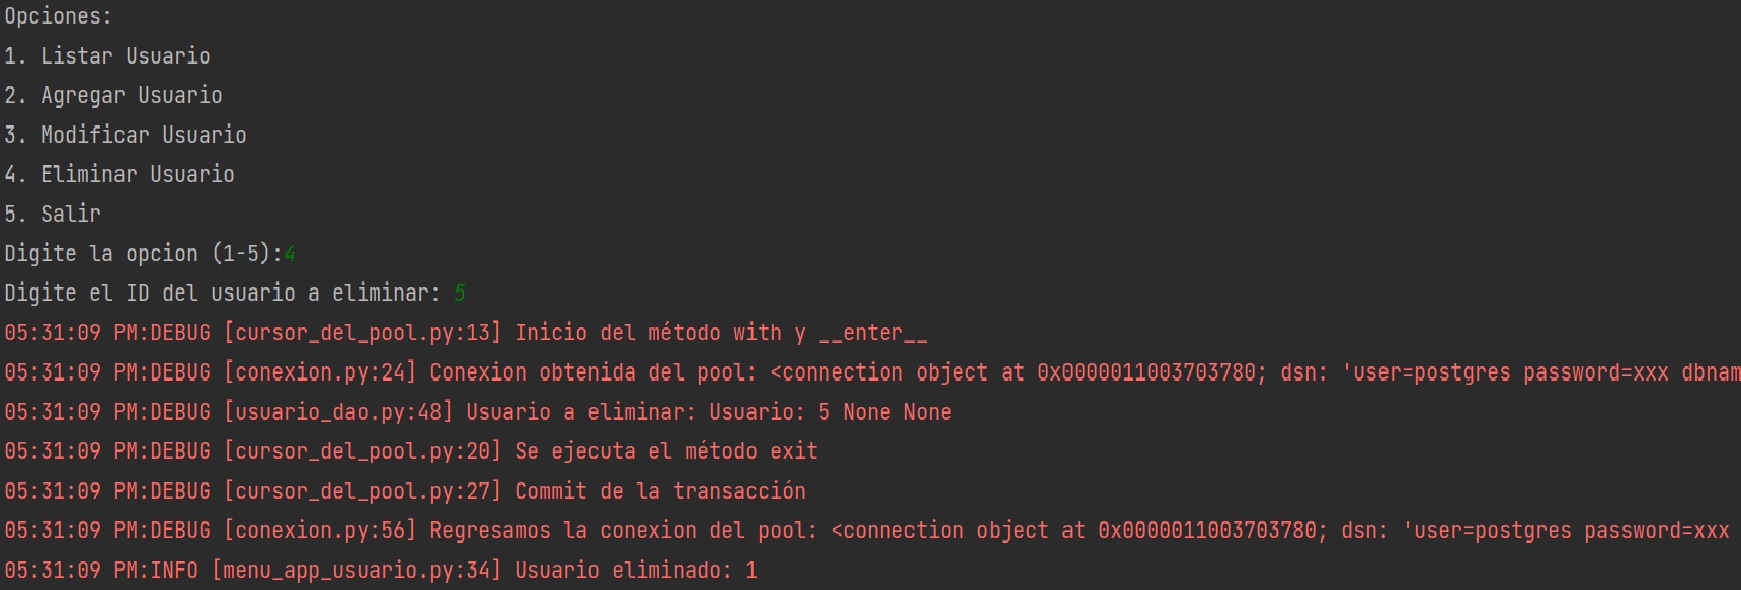 Opciones:
1. Listar Usuario
2. Agregar Usuario
3. Modificar Usuario
4. Eliminar Usuario
5. Salir
Digite la opcion (1-5):4
Digite el ID del usuario a eliminar: 5
05:31:09 PM:DEBUG [cursor_del_pool.py:13] Inicio del método with y __enter__
05:31:09 PM:DEBUG [conexion.py:24] Conexion obtenida del pool: <connection object at 0x0000011003703780; dsn: 'user=postgres password=xxx dbnam
05:31:09 PM:DEBUG [usuario_dao.py:48] Usuario a eliminar: Usuario: 5 None None
05:31:09 PM:DEBUG [cursor_del_pool.py:20] Se ejecuta el método exit
05:31:09 PM:DEBUG [cursor_del_pool.py:27] Commit de la transacción
05:31:09 PM:DEBUG [conexion.py:56] Regresamos la conexion del pool: <connection object at 0x0000011003703780; dsn: 'user=postgres password=xxx
05:31:09 PM:INFO [menu_app_usuario.py:34] Usuario eliminado: 1